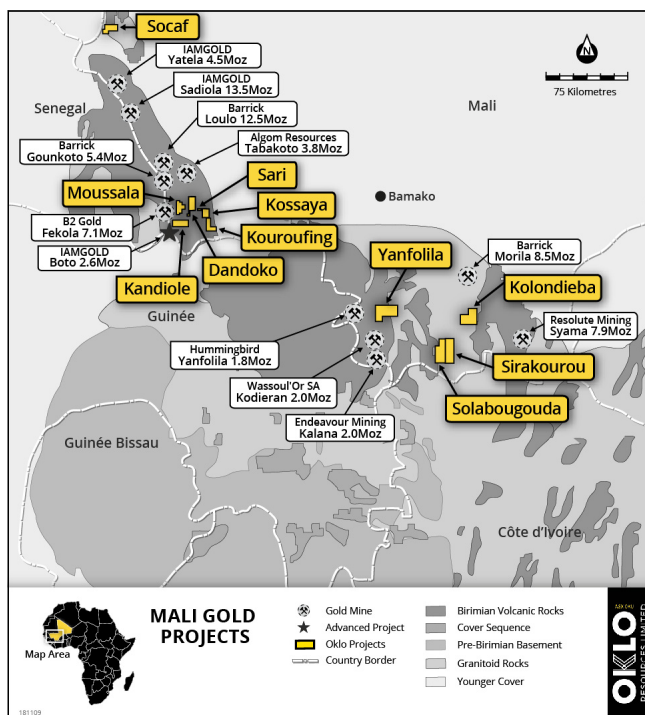 Socaf
IAMGOLD
Yatela 4.5Moz
IAMGOLD
Sadiola 13.5Moz
Senegal
Mali
N
75 Kilometres
Barrick
Loulo 12.5Moz
Algom Resources
Tabakoto 3.8Moz
Barrick
Gounkoto 5.4Moz
Sari
Moussala
Kossaya
Bamako
B2 Gold
Fekola 7.1Moz
Kouroufing
IAMGOLD
Boto 2.6Moz
Dandoko
Yanfolila
Barrick
Morila 8.5Moz
Kandiole
Kolondieba
Guinée
Resolute Mining
Syama 7.9Moz
Hummingbird
Yanfolila 1.8Moz
Sirakourou
Wassoul'Or SA
Kodieran 2.0Moz
Solabougouda
Endeavour Mining
Kalana 2.0Moz
Guinée Bissau
Côte d'Ivoire
Map Area
MALI GOLD
PROJECTS
Gold Mine
Advanced Project
Oklo Projects
Country Border
Birimian Volcanic Rocks
Cover Sequence
Pre-Birimian Basement
Granitoid Rocks
Younger Cover
ASX:OKU
OKLO
RESOURCES LIMITED
181109